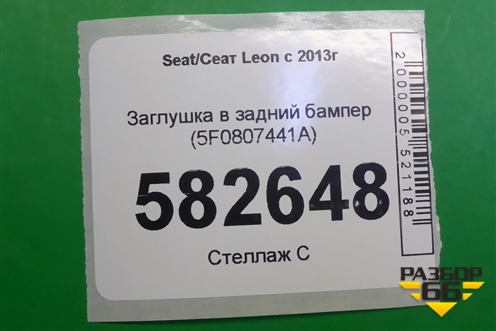 Seat/Сеат Leon с 2013г
Заглушка в задний бампер
(5F0807441A)
582648
Стеллаж С
2000005521188
РАЗБОР
66